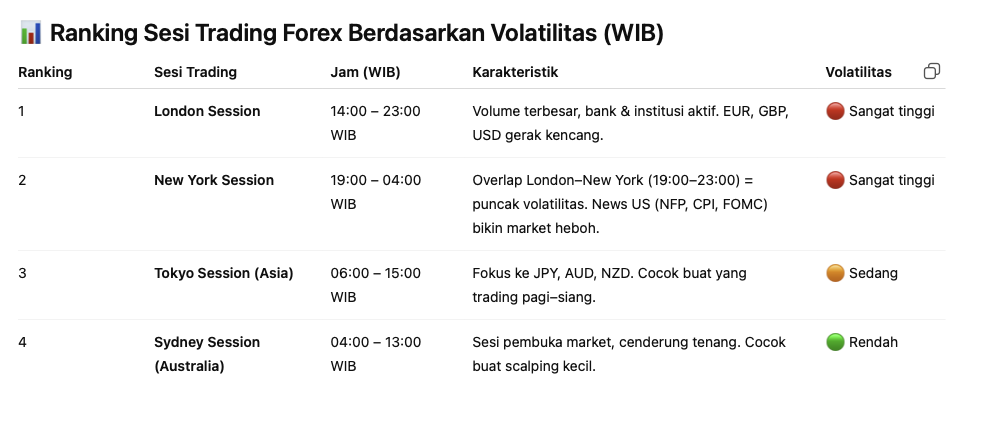 📊 Ranking Sesi Trading Forex Berdasarkan Volatilitas (WIB)
Ranking Sesi Trading Jam (WIB) Karakteristik Volatilitas
1 London Session 14:00 – 23:00 Volume terbesar, bank & institusi aktif. EUR, GBP, 🔴 Sangat tinggi
WIB USD gerak kencang.
2 New York Session 19:00 – 04:00 Overlap London–New York (19:00–23:00) = 🔴 Sangat tinggi
WIB puncak volatilitas. News US (NFP, CPI, FOMC)
bikin market heboh.
3 Tokyo Session (Asia) 06:00 – 15:00 Fokus ke JPY, AUD, NZD. Cocok buat yang 🟠 Sedang
WIB trading pagi–siang.
4 Sydney Session 04:00 – 13:00 Sesi pembuka market, cenderung tenang. Cocok 🟢 Rendah
(Australia) WIB buat scalping kecil.